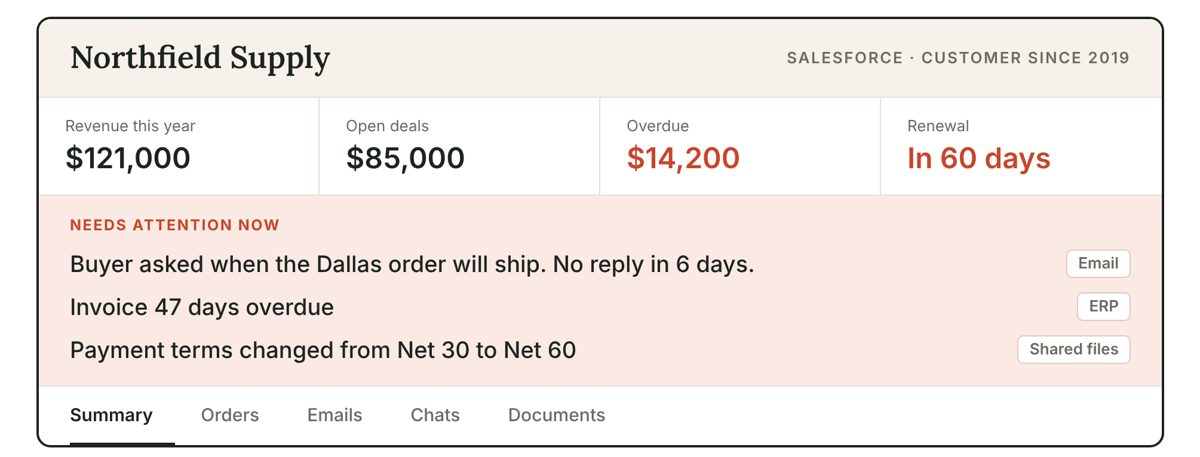 Northfield Supply
SALESFORCE · CUSTOMER SINCE 2019
Revenue this year
$121,000
Open deals
$85,000
Overdue
$14,200
Renewal
In 60 days
NEEDS ATTENTION NOW
Buyer asked when the Dallas order will ship. No reply in 6 days.
Email
Invoice 47 days overdue
ERP
Payment terms changed from Net 30 to Net 60
Shared files
Summary
Orders
Emails
Chats
Documents